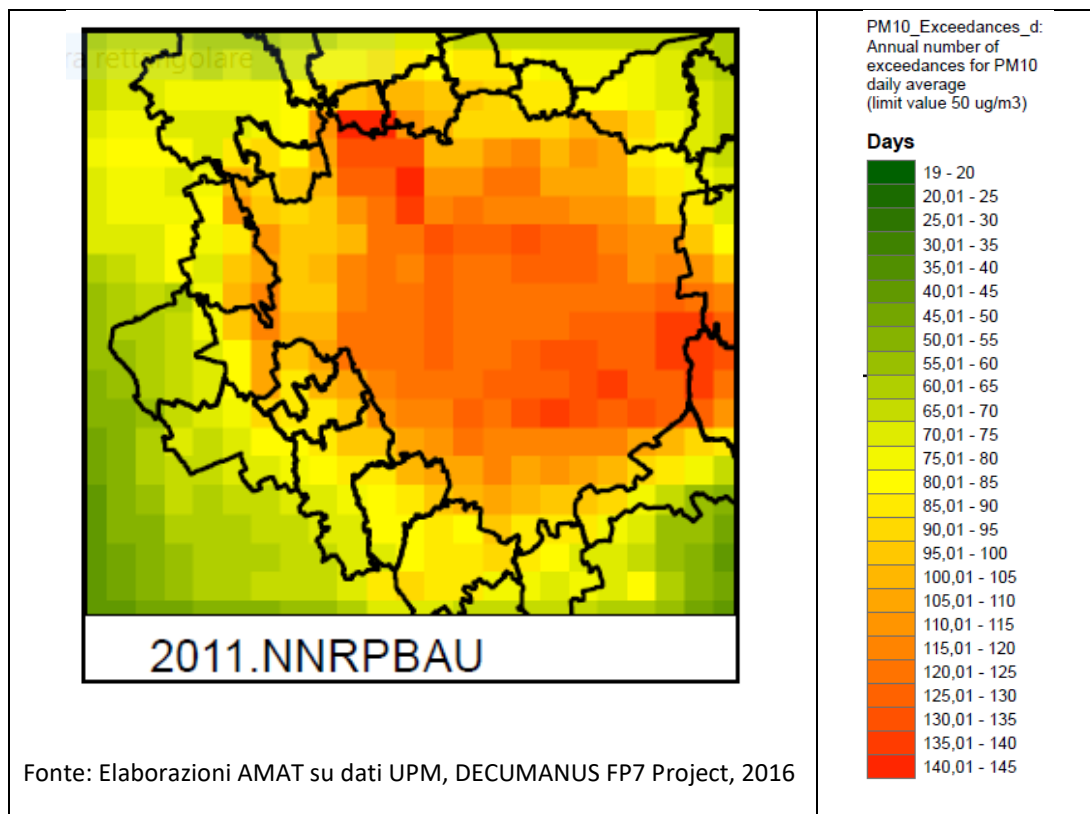 ra rettangolare
2011.NNRPBAU
Fonte: Elaborazioni AMAT su dati UPM, DECUMANUS FP7 Project, 2016
PM10_Exceedances_d:
Annual number of
exceedances for PM10
daily average
(limit value 50 ug/m3)
Days
19 - 20
20,01 - 25
25,01 - 30
30,01 - 35
35,01 - 40
40,01 - 45
45,01 - 50
50,01 - 55
55,01 - 60
60,01 - 65
65,01 - 70
70,01 - 75
75,01 - 80
80,01 - 85
85,01 - 90
90,01 - 95
95,01 - 100
100,01 - 105
105,01 - 110
110,01 - 115
115,01 - 120
120,01 - 125
125,01 - 130
130,01 - 135
135,01 - 140
140,01 - 145